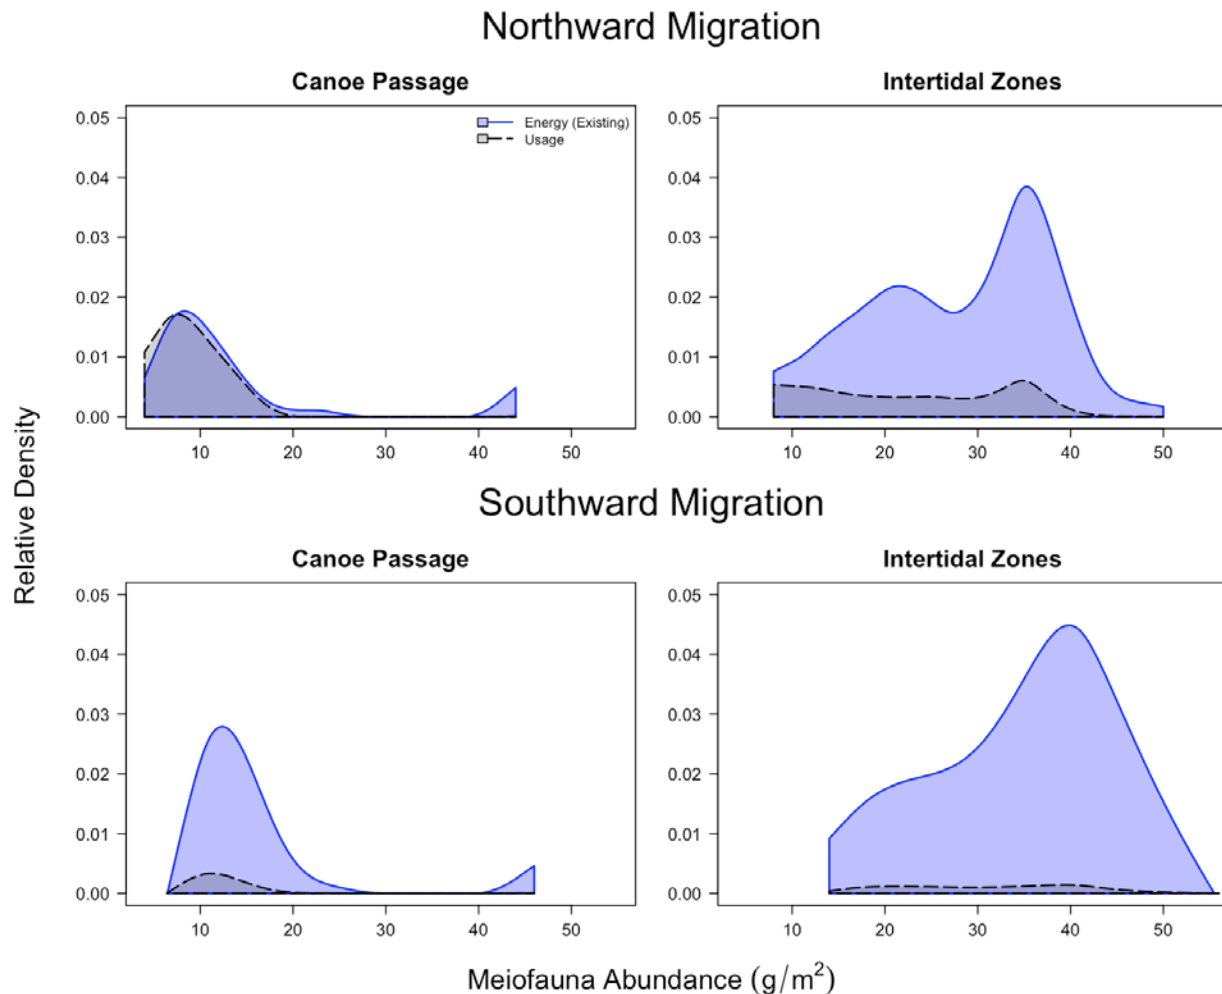 Northward Migration
Canoe Passage
Intertidal Zones
0.05
0.04
0.03
0.02
0.01
0.00
Energy (Existing)
Usage
10 20 30 40 50
0.05
0.04
0.03
0.02
0.01
0.00
10 20 30 40 50
Relative Density
Southward Migration
Canoe Passage
Intertidal Zones
0.05
0.04
0.03
0.02
0.01
0.00
10 20 30 40 50
0.05
0.04
0.03
0.02
0.01
0.00
10 20 30 40 50
Meiofauna Abundance (g/m²)